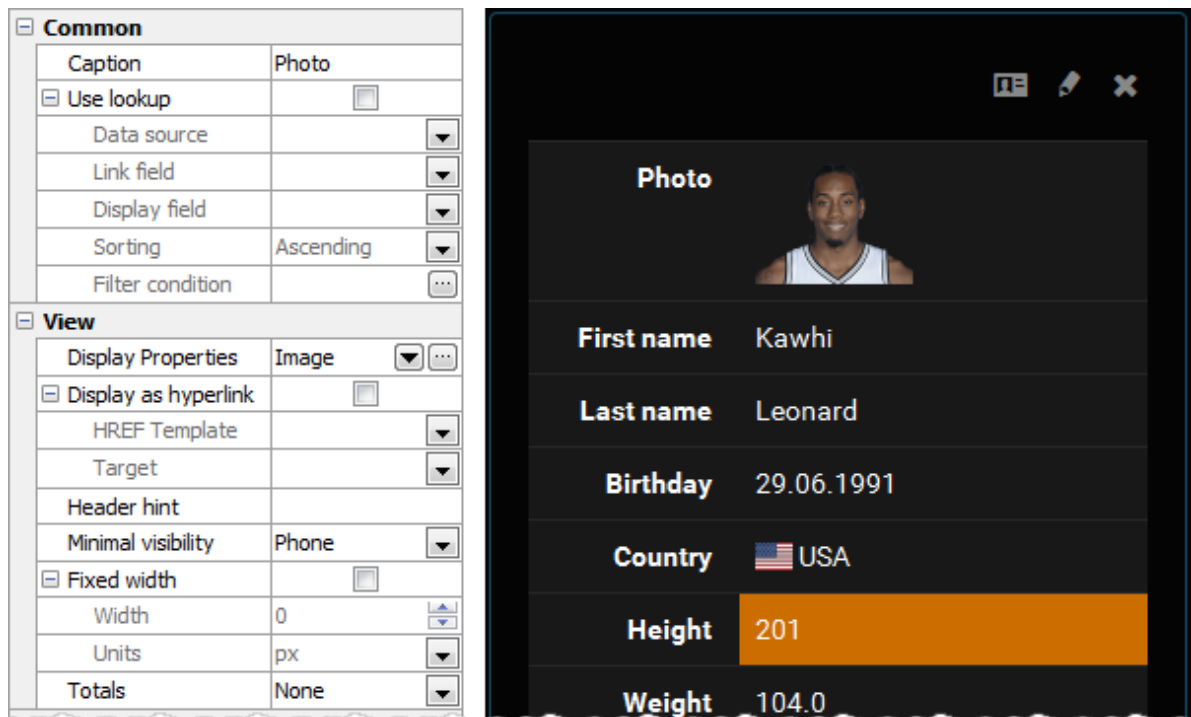 Common
Caption Photo
Use lookup
Data source
Link field
Display field
Sorting Ascending
Filter condition
View
Display Properties Image
Display as hyperlink
HREF Template
Target
Header hint
Minimal visibility Phone
Fixed width
Width 0
Units px
Totals None
Photo
First name Kawhi
Last name Leonard
Birthday 29.06.1991
Country USA
Height 201
Weight 104.0